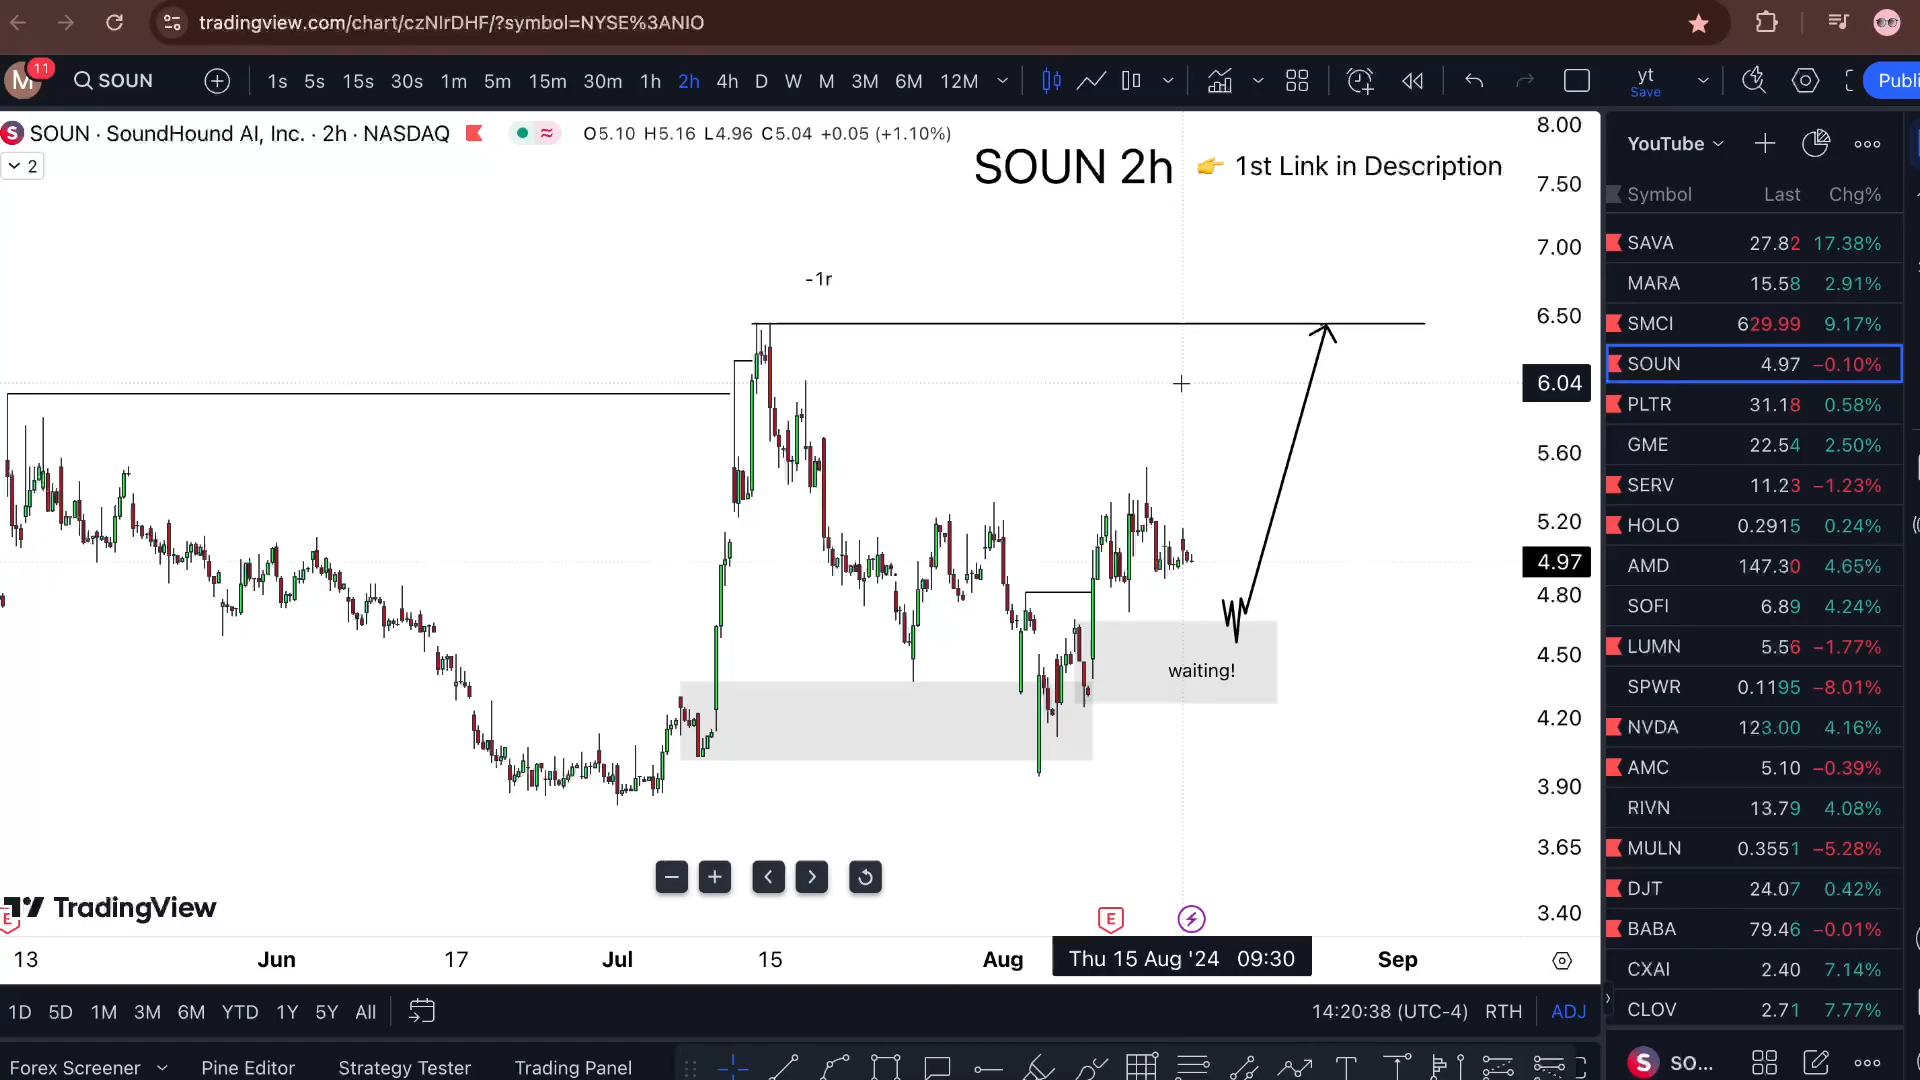 tradingview.com/chart/czNlrDHF/?symbol=NYSE%3ANIO
M 11 SOUN 1s 5s 15s 30s 1m 5m 15m 30m 1h 2h 4h D W M 3M 6M 12M yt Save Publi
S SOUN · SoundHound AI, Inc. · 2h · NASDAQ O5.10 H5.16 L4.96 C5.04 +0.05 (+1.10%)
2
SOUN 2h 👉 1st Link in Description
-1r
waiting!
8.00
7.50
7.00
6.50
6.04
5.60
5.20
4.97
4.80
4.50
4.20
3.90
3.65
3.40
TradingView
E E
13 Jun 17 Jul 15 Aug Thu 15 Aug '24 09:30 Sep
1D 5D 1M 3M 6M YTD 1Y 5Y All 14:20:38 (UTC-4) RTH ADJ
Forex Screener Pine Editor Strategy Tester Trading Panel
YouTube
Symbol Last Chg%
SAVA 27.82 17.38%
MARA 15.58 2.91%
SMCI 629.99 9.17%
SOUN 4.97 −0.10%
PLTR 31.18 0.58%
GME 22.54 2.50%
SERV 11.23 −1.23%
HOLO 0.2915 0.24%
AMD 147.30 4.65%
SOFI 6.89 4.24%
LUMN 5.56 −1.77%
SPWR 0.1195 −8.01%
NVDA 123.00 4.16%
AMC 5.10 −0.39%
RIVN 13.79 4.08%
MULN 0.3551 −5.28%
DJT 24.07 0.42%
BABA 79.46 −0.01%
CXAI 2.40 7.14%
CLOV 2.71 7.77%
S SO...